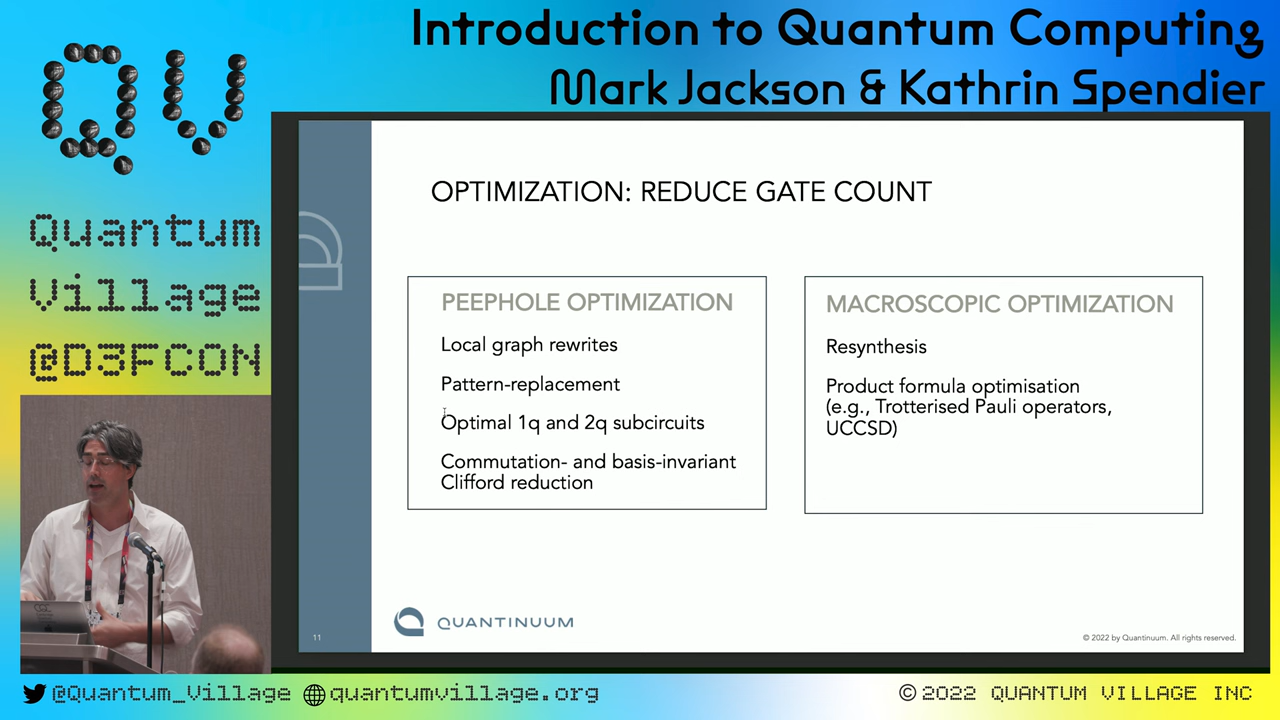 Introduction to Quantum Computing
Mark Jackson & Kathrin Spendier
QV
Quantum
Village
@D3FCON
OPTIMIZATION: REDUCE GATE COUNT
PEEPHOLE OPTIMIZATION
Local graph rewrites
Pattern-replacement
Optimal 1q and 2q subcircuits
Commutation- and basis-invariant
Clifford reduction
MACROSCOPIC OPTIMIZATION
Resynthesis
Product formula optimisation
(e.g., Trotterised Pauli operators,
UCCSD)
11
QUANTINUUM
© 2022 by Quantinuum. All rights reserved.
@Quantum_Village
quantumvillage.org
© 2022 QUANTUM VILLAGE INC